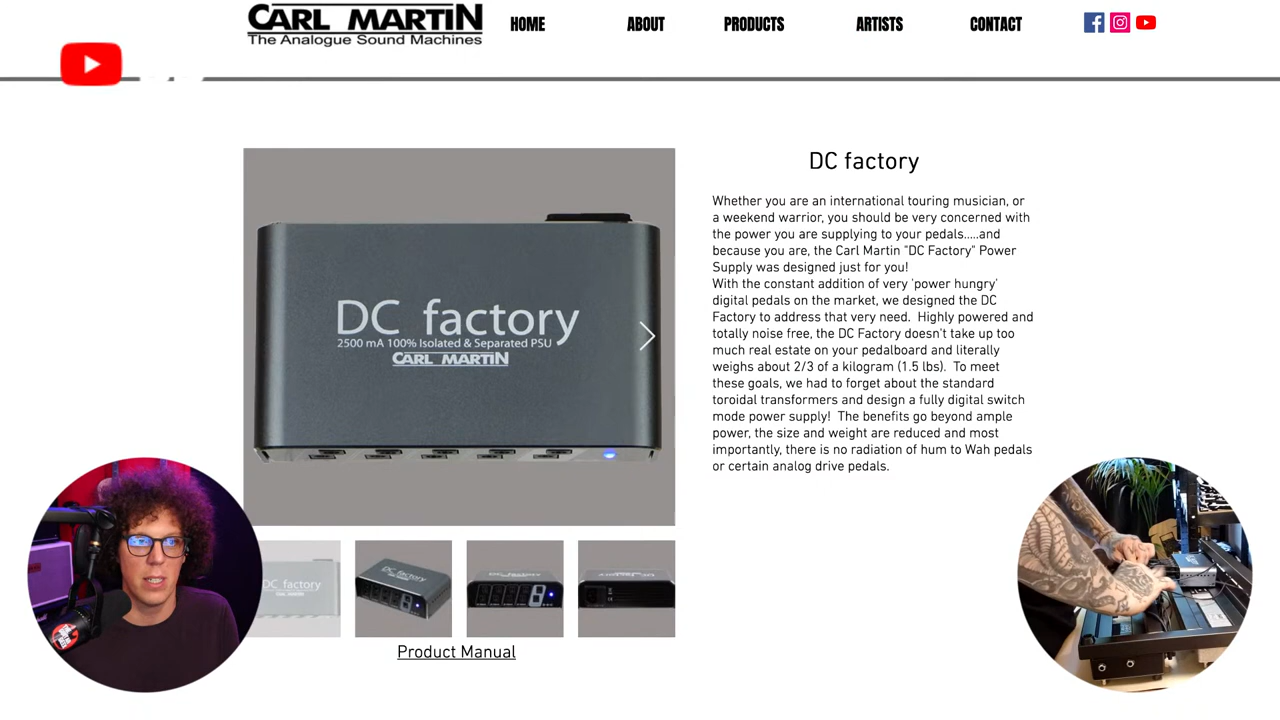 CARL MARTIN
The Analogue Sound Machines
HOME
ABOUT
PRODUCTS
ARTISTS
CONTACT
DC factory
2500 mA 100% Isolated & Separated PSU
CARL MARTIN
DC factory
Whether you are an international touring musician, or
a weekend warrior, you should be very concerned with
the power you are supplying to your pedals.....and
because you are, the Carl Martin "DC Factory" Power
Supply was designed just for you!
With the constant addition of very 'power hungry'
digital pedals on the market, we designed the DC
Factory to address that very need. Highly powered and
totally noise free, the DC Factory doesn't take up too
much real estate on your pedalboard and literally
weighs about 2/3 of a kilogram (1.5 lbs). To meet
these goals, we had to forget about the standard
toroidal transformers and design a fully digital switch
mode power supply! The benefits go beyond ample
power, the size and weight are reduced and most
importantly, there is no radiation of hum to Wah pedals
or certain analog drive pedals.
DC factory
DC factory
DC factory
Product Manual